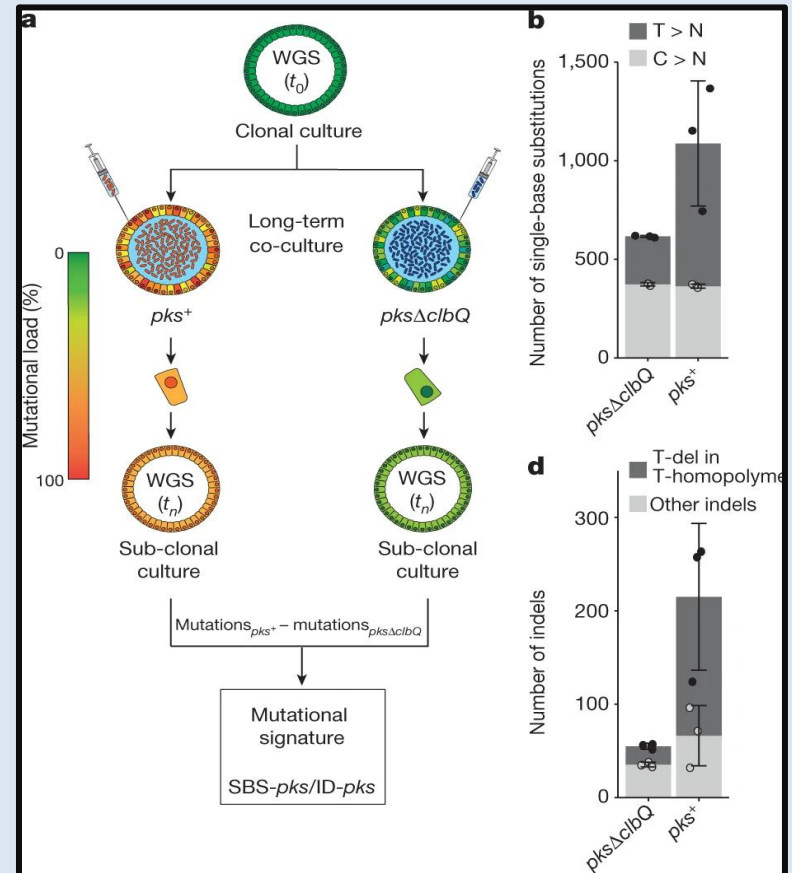 a
WGS
(t0)
Clonal culture
Long-term
co-culture
0
Mutational load (%)
100
pks+
pksΔclbQ
WGS
(tn)
Sub-clonal
culture
WGS
(tn)
Sub-clonal
culture
Mutationspks+ – mutationspksΔclbQ
Mutational
signature
SBS-pks/ID-pks
b
T > N
C > N
Number of single-base substitutions
1,500
1,000
500
0
pksΔclbQ
pks+
d
T-del in
T-homopolyme
Other indels
Number of indels
300
200
100
0
pksΔclbQ
pks+